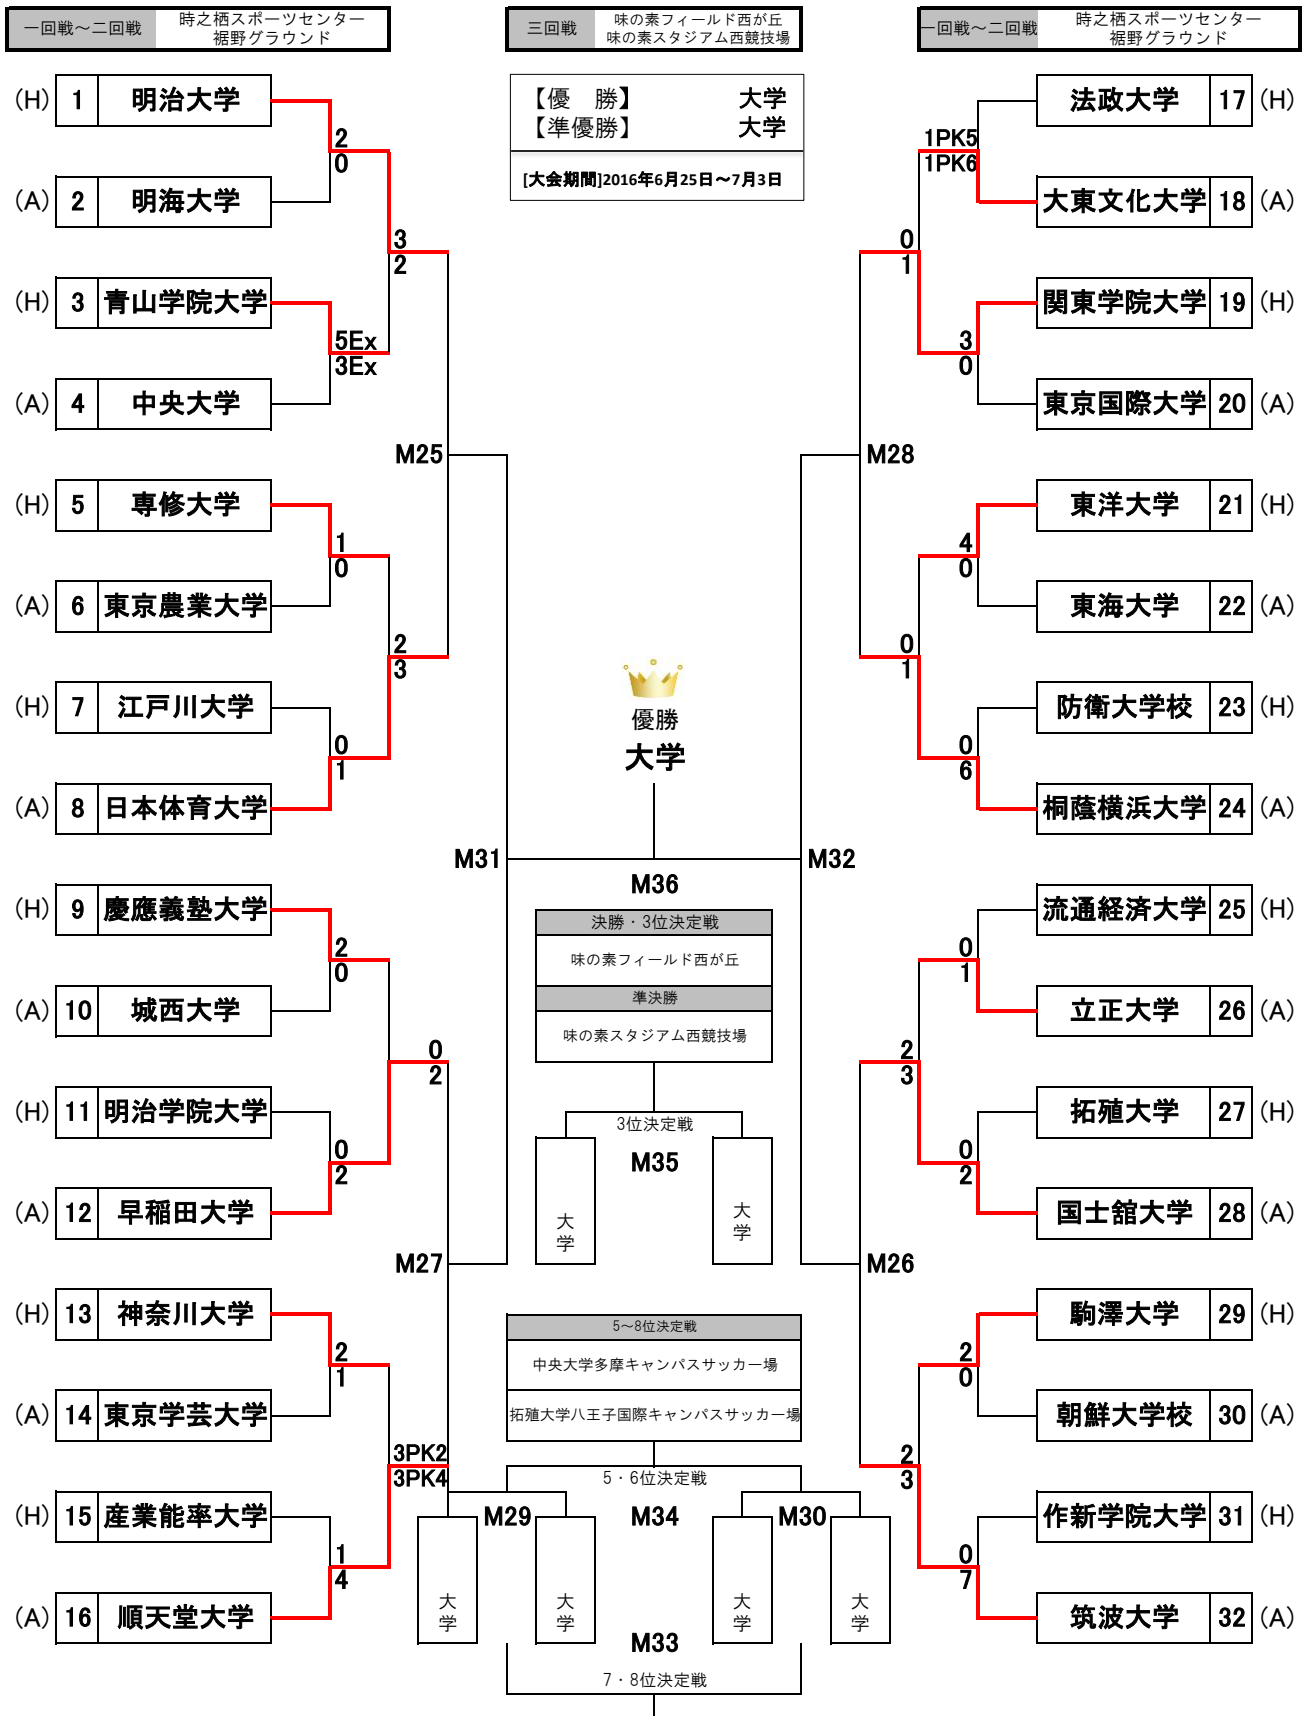 一回戦～二回戦
時之栖スポーツセンター
裾野グラウンド
三回戦
味の素フィールド西が丘
味の素スタジアム西競技場
一回戦～二回戦
時之栖スポーツセンター
裾野グラウンド
【優　勝】 大学
【準優勝】 大学
[大会期間]2016年6月25日～7月3日
(H) 1 明治大学
2
0
(A) 2 明海大学
3
2
(H) 3 青山学院大学
5Ex
3Ex
(A) 4 中央大学
M25
(H) 5 専修大学
1
0
(A) 6 東京農業大学
2
3
(H) 7 江戸川大学
0
1
(A) 8 日本体育大学
M31
(H) 9 慶應義塾大学
2
0
(A) 10 城西大学
0
2
(H) 11 明治学院大学
0
2
(A) 12 早稲田大学
M27
(H) 13 神奈川大学
2
1
(A) 14 東京学芸大学
3PK2
3PK4
(H) 15 産業能率大学
1
4
(A) 16 順天堂大学
優勝
大学
M36
決勝・3位決定戦
味の素フィールド西が丘
準決勝
味の素スタジアム西競技場
3位決定戦
M35
大学
大学
5～8位決定戦
中央大学多摩キャンパスサッカー場
拓殖大学八王子国際キャンパスサッカー場
5・6位決定戦
M29
M34
M30
大学
大学
大学
大学
M33
7・8位決定戦
法政大学 17 (H)
1PK5
1PK6
大東文化大学 18 (A)
0
1
関東学院大学 19 (H)
3
0
東京国際大学 20 (A)
M28
東洋大学 21 (H)
4
0
東海大学 22 (A)
0
1
防衛大学校 23 (H)
0
6
桐蔭横浜大学 24 (A)
M32
流通経済大学 25 (H)
0
1
立正大学 26 (A)
2
3
拓殖大学 27 (H)
0
2
国士舘大学 28 (A)
M26
駒澤大学 29 (H)
2
0
朝鮮大学校 30 (A)
2
3
作新学院大学 31 (H)
0
7
筑波大学 32 (A)